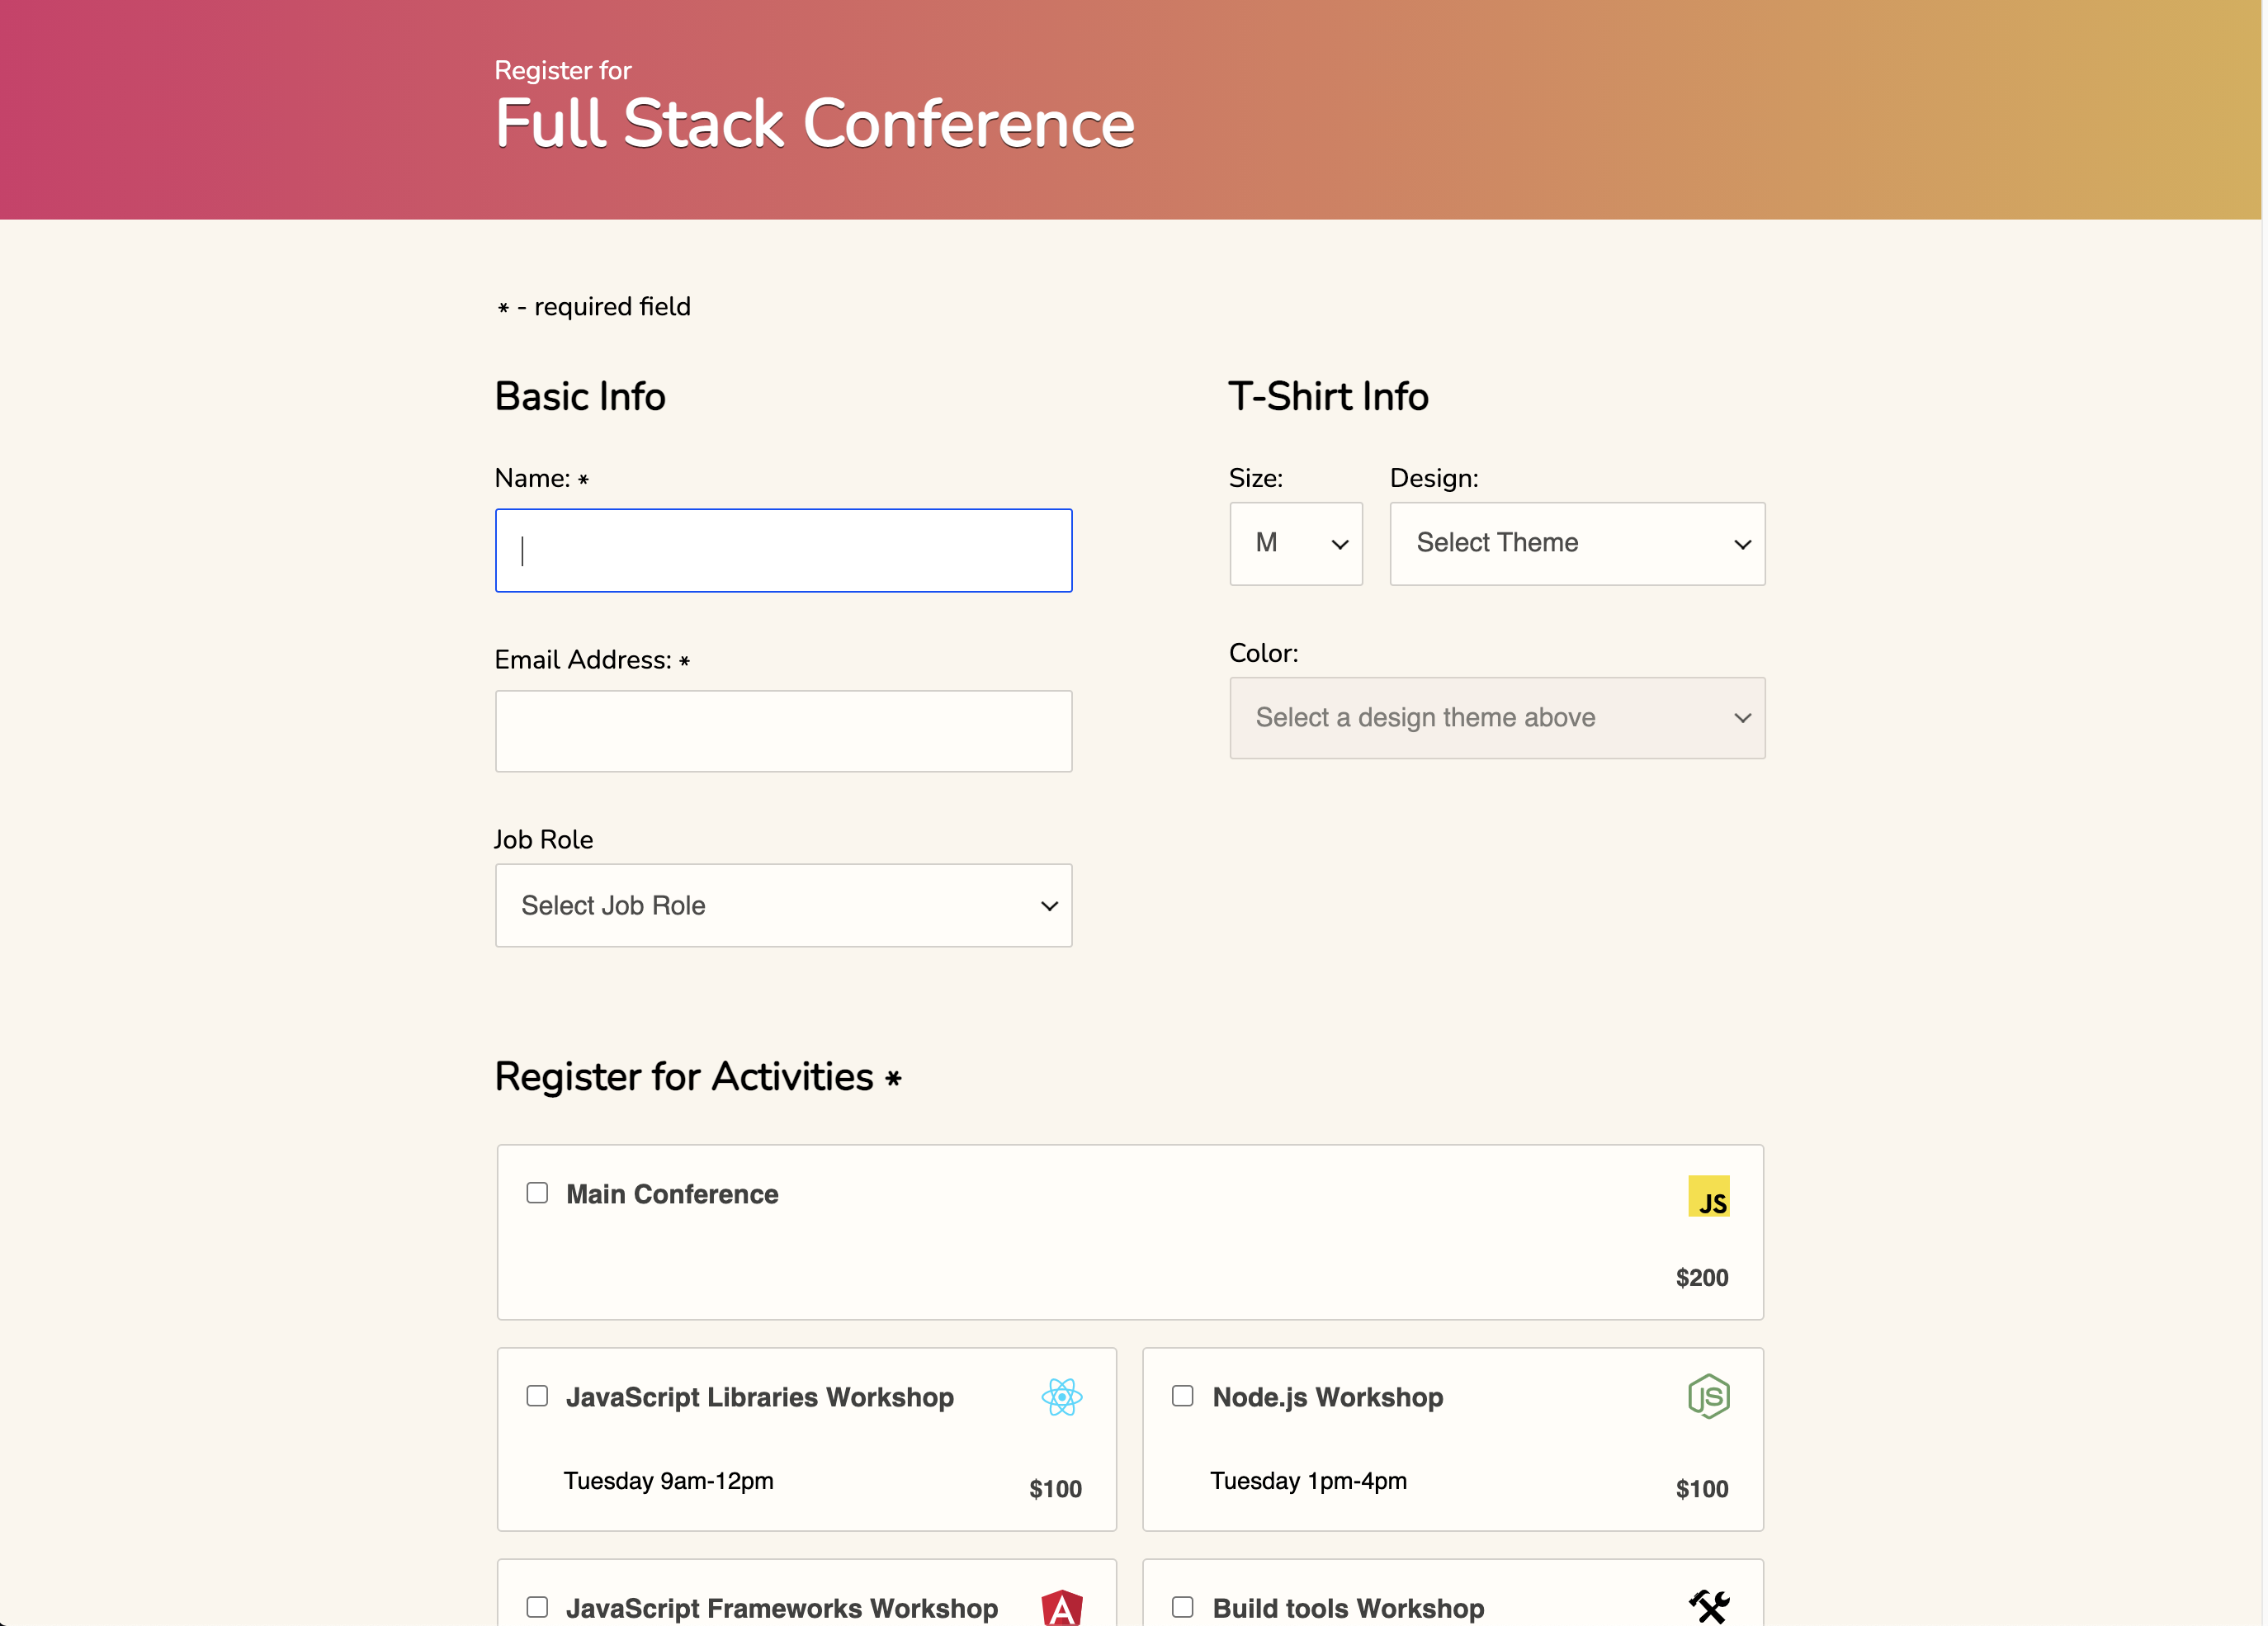 Register for
Full Stack Conference
* - required field
Basic Info
Name: *
Email Address: *
Job Role
Select Job Role
T-Shirt Info
Size:
Design:
M
Select Theme
Color:
Select a design theme above
Register for Activities *
Main Conference
JS
$200
JavaScript Libraries Workshop
Tuesday 9am-12pm
$100
Node.js Workshop
JS
Tuesday 1pm-4pm
$100
JavaScript Frameworks Workshop
A
Build tools Workshop